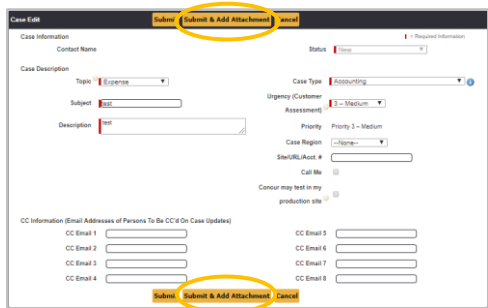 Case Edit Submi Submit & Add Attachment Cancel
Case Information = Required Information
Contact Name Status New
Case Description
Topic Expense Case Type Accounting
Subject test Urgency (Customer Assessment) 3 – Medium
Description test Priority Priority 3 – Medium
Case Region --None--
Site/URL/Acct. #
Call Me
Concur may test in my
production site
CC Information (Email Addresses of Persons To Be CC'd On Case Updates)
CC Email 1 CC Email 5
CC Email 2 CC Email 6
CC Email 3 CC Email 7
CC Email 4 CC Email 8
Submi Submit & Add Attachment Cancel